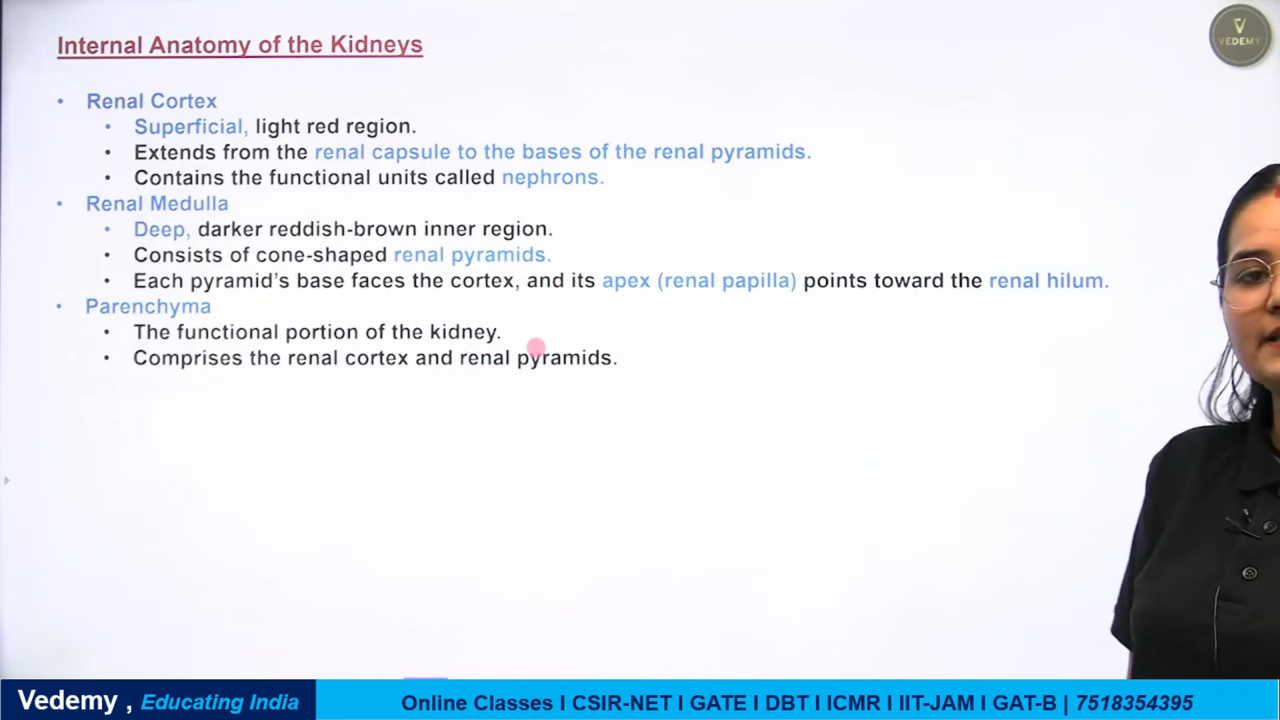 Internal Anatomy of the Kidneys
VEDEMY
• Renal Cortex
• Superficial, light red region.
• Extends from the renal capsule to the bases of the renal pyramids.
• Contains the functional units called nephrons.
• Renal Medulla
• Deep, darker reddish-brown inner region.
• Consists of cone-shaped renal pyramids.
• Each pyramid's base faces the cortex, and its apex (renal papilla) points toward the renal hilum.
• Parenchyma
• The functional portion of the kidney.
• Comprises the renal cortex and renal pyramids.
Vedemy , Educating India
Online Classes I CSIR-NET I GATE I DBT I ICMR I IIT-JAM I GAT-B | 7518354395